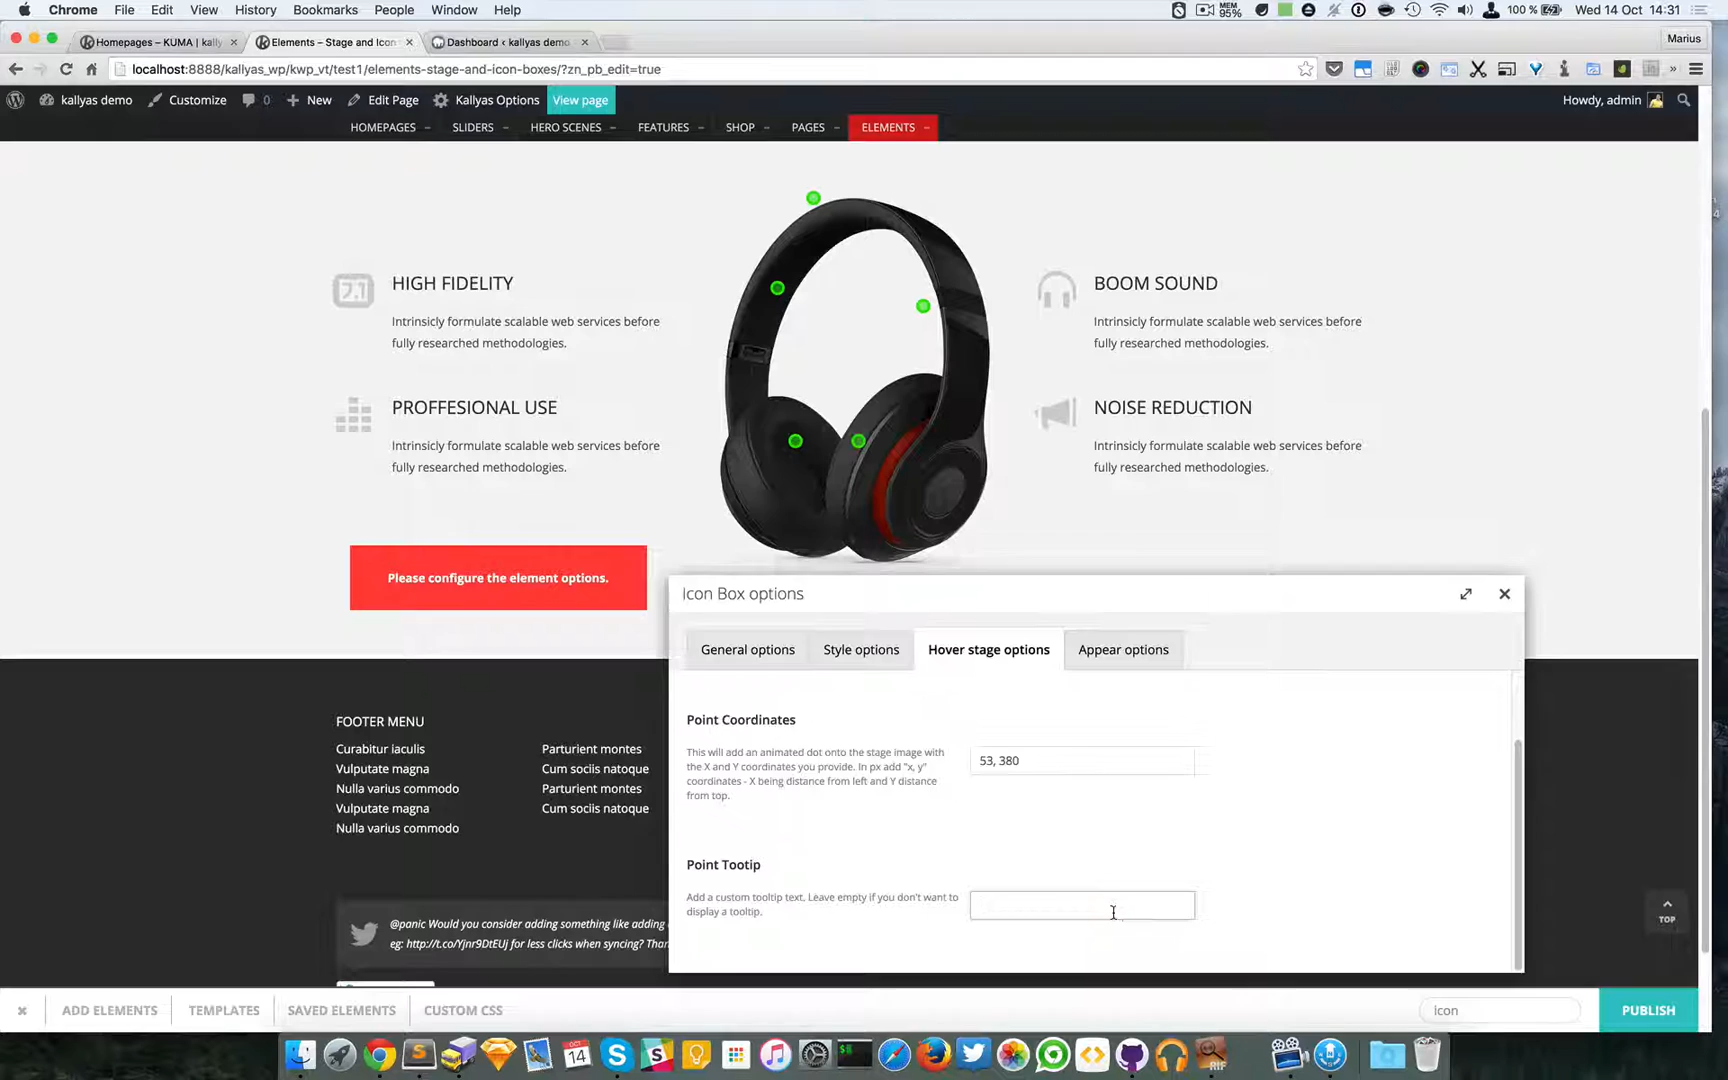 Chrome File Edit View History Bookmarks People Window Help
MEM 95% 100 % Wed 14 Oct 14:31
Homepages – KUMA | kally
Elements – Stage and Icon
Dashboard ‹ kallyas demo
Marius
localhost:8888/kallyas_wp/kwp_vt/test1/elements-stage-and-icon-boxes/?zn_pb_edit=true
kallyas demo Customize 0 New Edit Page Kallyas Options View page Howdy, admin
HOMEPAGES SLIDERS HERO SCENES FEATURES SHOP PAGES ELEMENTS
2.1
HIGH FIDELITY
Intrinsicly formulate scalable web services before
fully researched methodologies.
BOOM SOUND
Intrinsicly formulate scalable web services before
fully researched methodologies.
PROFFESIONAL USE
Intrinsicly formulate scalable web services before
fully researched methodologies.
NOISE REDUCTION
Intrinsicly formulate scalable web services before
fully researched methodologies.
Please configure the element options.
Icon Box options
General options Style options Hover stage options Appear options
Point Coordinates
This will add an animated dot onto the stage image with
the X and Y coordinates you provide. In px add "x, y"
coordinates - X being distance from left and Y distance
from top.
53, 380
Point Tootip
Add a custom tooltip text. Leave empty if you don't want to
display a tooltip.
FOOTER MENU
Curabitur iaculis
Vulputate magna
Nulla varius commodo
Vulputate magna
Nulla varius commodo
Parturient montes
Cum sociis natoque
Parturient montes
Cum sociis natoque
@panic Would you consider adding something like adding
eg: http://t.co/Yjnr9DtEUj for less clicks when syncing? Than
TOP
ADD ELEMENTS TEMPLATES SAVED ELEMENTS CUSTOM CSS
Icon
PUBLISH
OCT
14